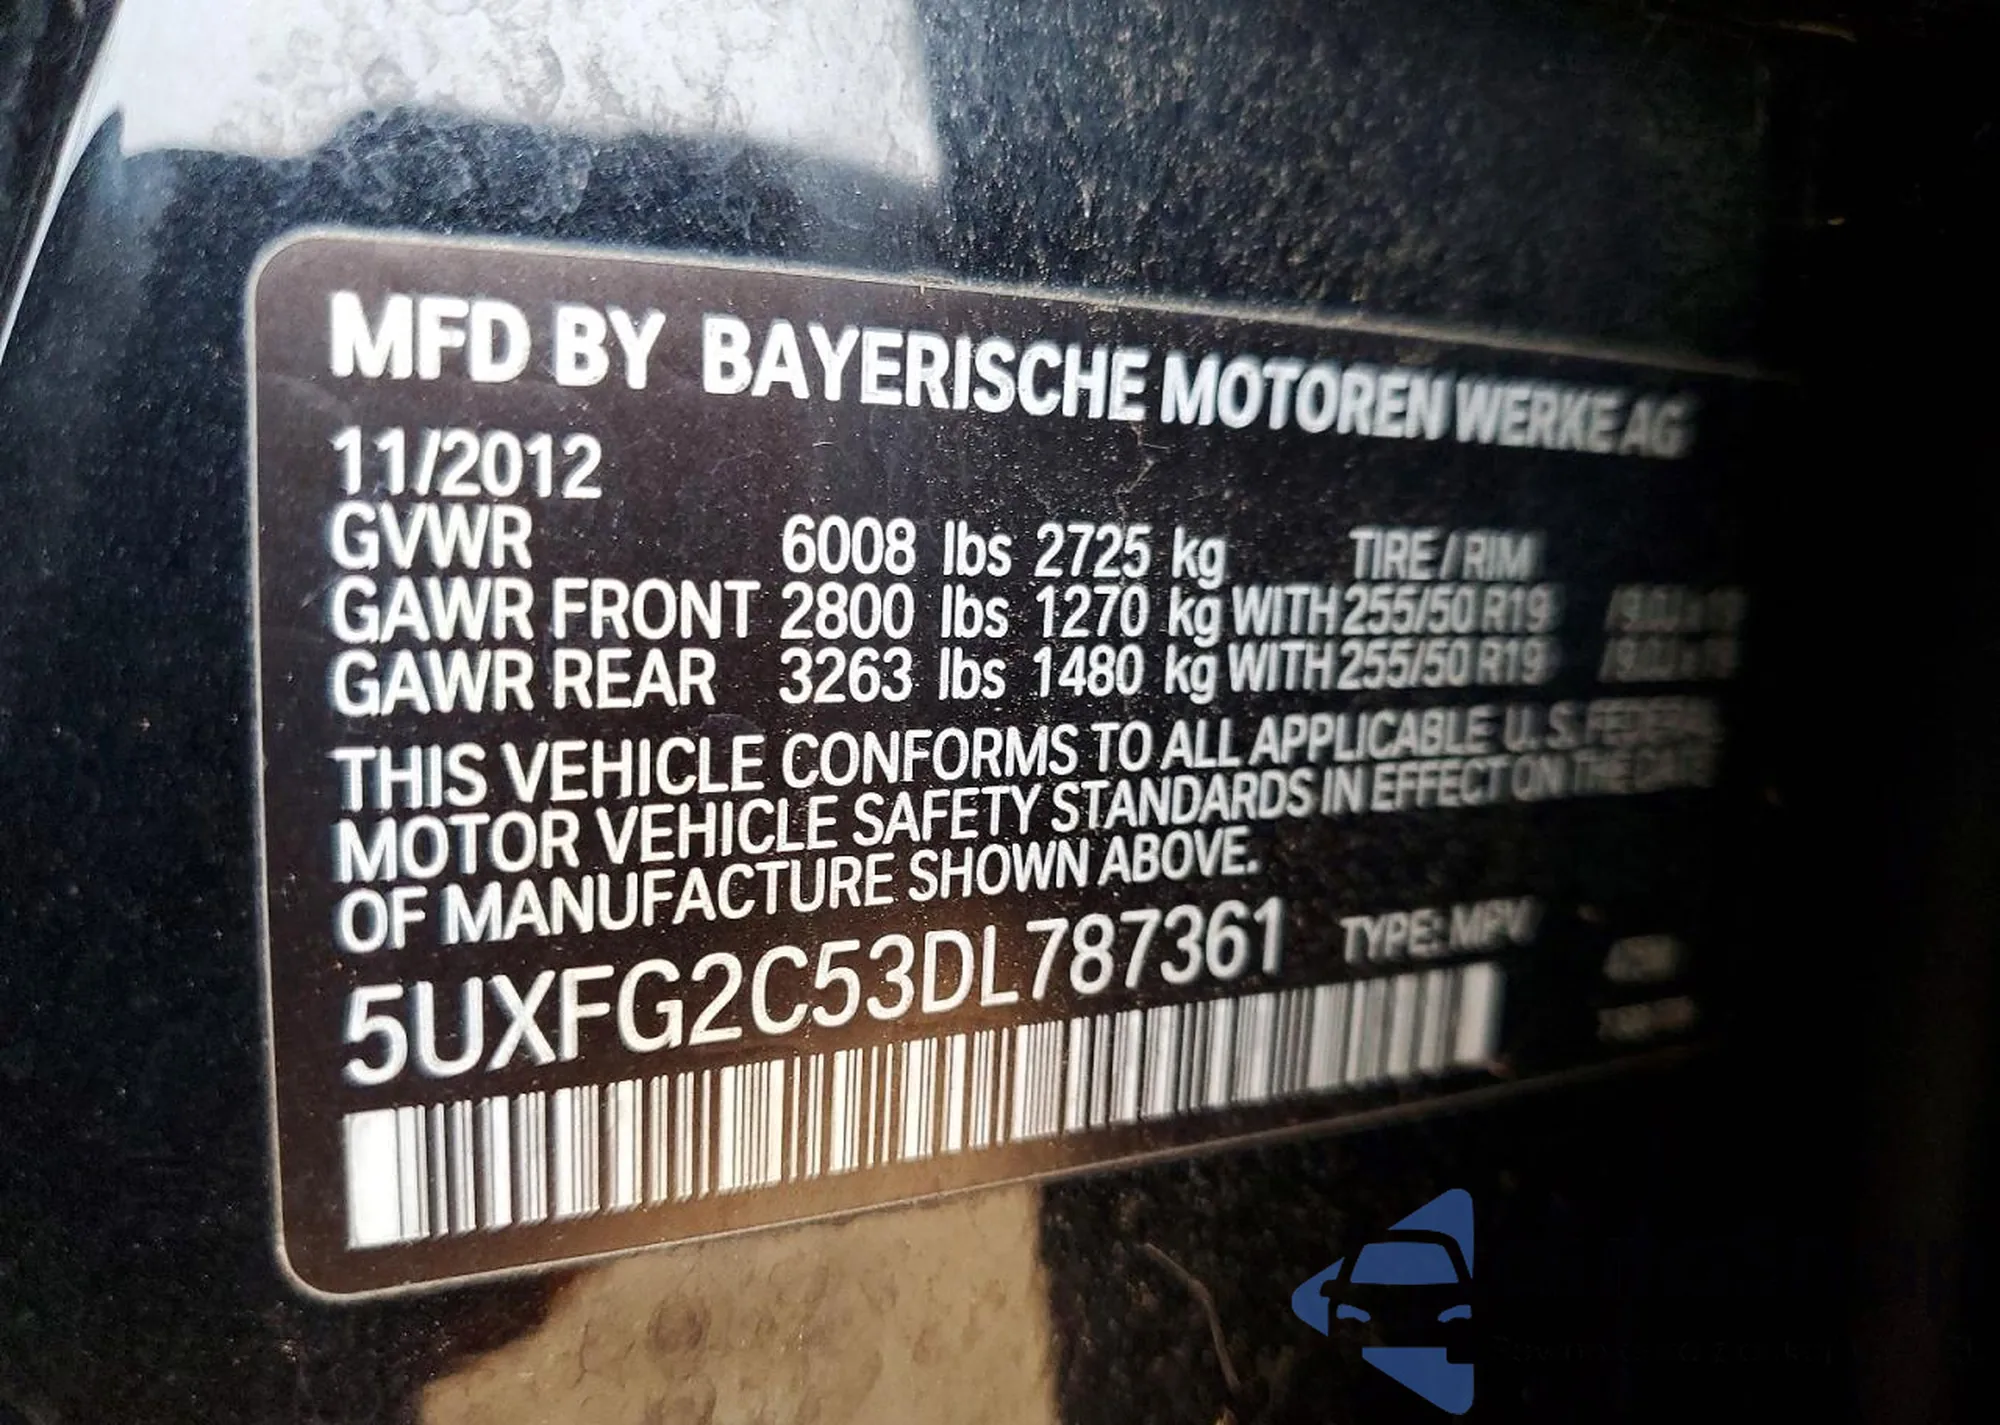 MFD BY BAYERISCHE MOTOREN WERKE AG
11/2012
GVWR 6008 lbs 2725 kg TIRE / RIM
GAWR FRONT 2800 lbs 1270 kg WITH 255/50 R19
GAWR REAR 3263 lbs 1480 kg WITH 255/50 R19
THIS VEHICLE CONFORMS TO ALL APPLICABLE U. S. FEDERAL
MOTOR VEHICLE SAFETY STANDARDS IN EFFECT ON THE DATE
OF MANUFACTURE SHOWN ABOVE.
5UXFG2C53DL787361 TYPE: MPV